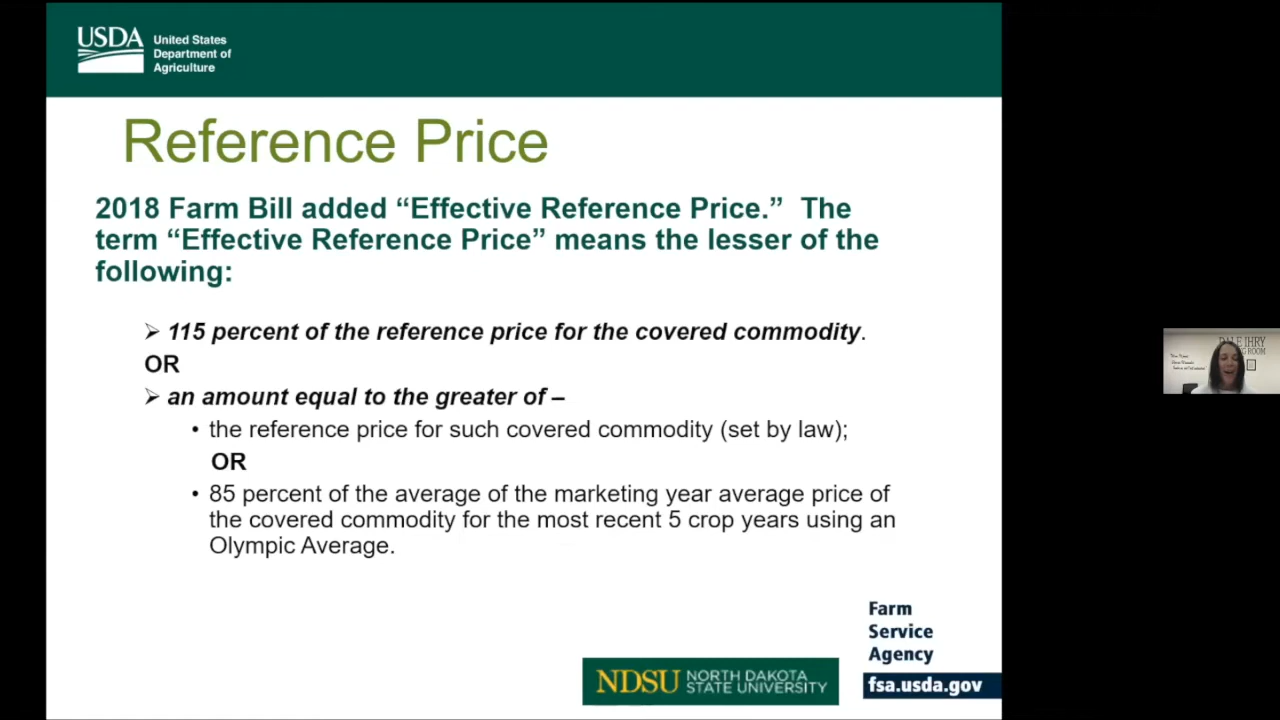 USDA
United States
Department of
Agriculture
Reference Price
2018 Farm Bill added “Effective Reference Price.” The
term “Effective Reference Price” means the lesser of the
following:
➢ 115 percent of the reference price for the covered commodity.
OR
➢ an amount equal to the greater of –
• the reference price for such covered commodity (set by law);
OR
• 85 percent of the average of the marketing year average price of
the covered commodity for the most recent 5 crop years using an
Olympic Average.
Farm
Service
Agency
fsa.usda.gov
NDSU NORTH DAKOTA
STATE UNIVERSITY
IHRY
ROOM